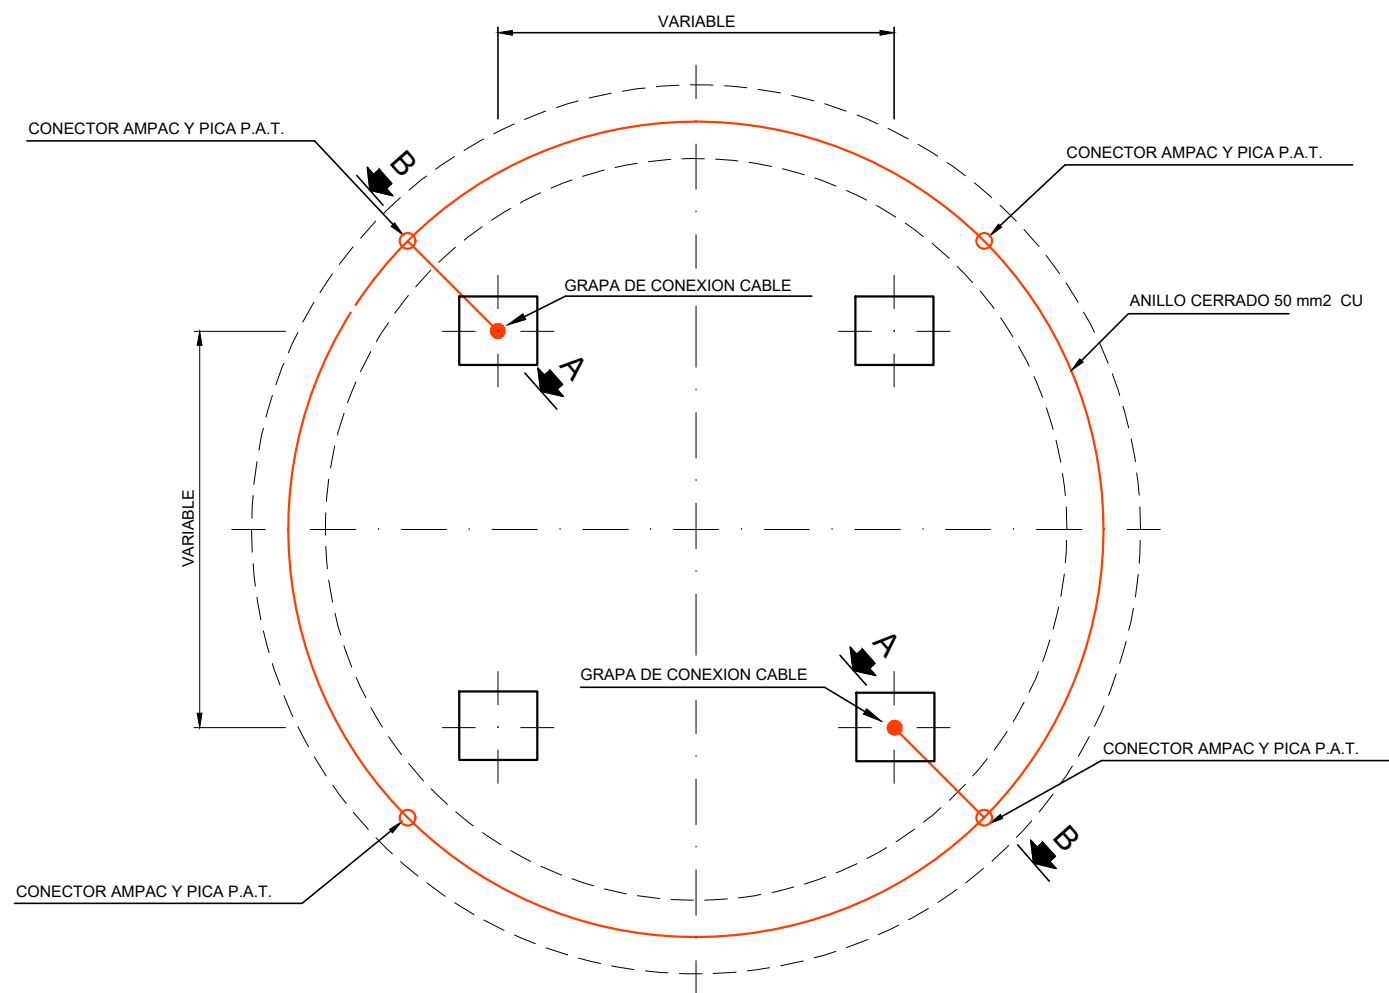 VARIABLE
CONECTOR AMPAC Y PICA P.A.T.
B
CONECTOR AMPAC Y PICA P.A.T.
GRAPA DE CONEXION CABLE
ANILLO CERRADO 50 mm2 CU
A
VARIABLE
A
GRAPA DE CONEXION CABLE
CONECTOR AMPAC Y PICA P.A.T.
B
CONECTOR AMPAC Y PICA P.A.T.